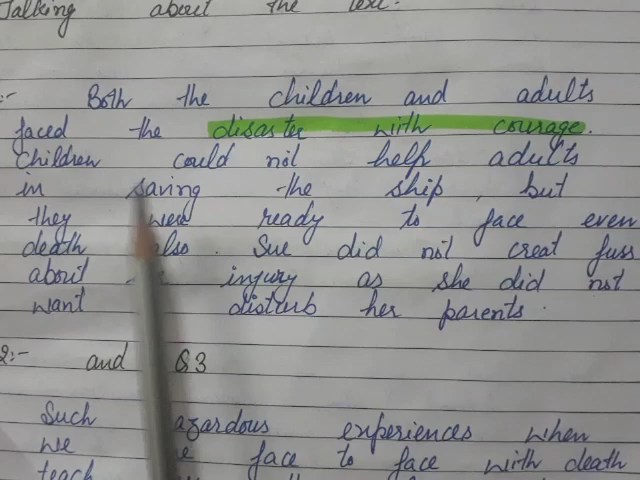 Talking about the text.
:- Both the children and adults
faced the disaster with courage.
Children could not help adults
in saving the ship, but
they were ready to face even
death also. Sue did not creat fuss
about injury as she did not
want disturb her parents.
2:- and Q3
Such azardous experiences when
we face to face with death
teach